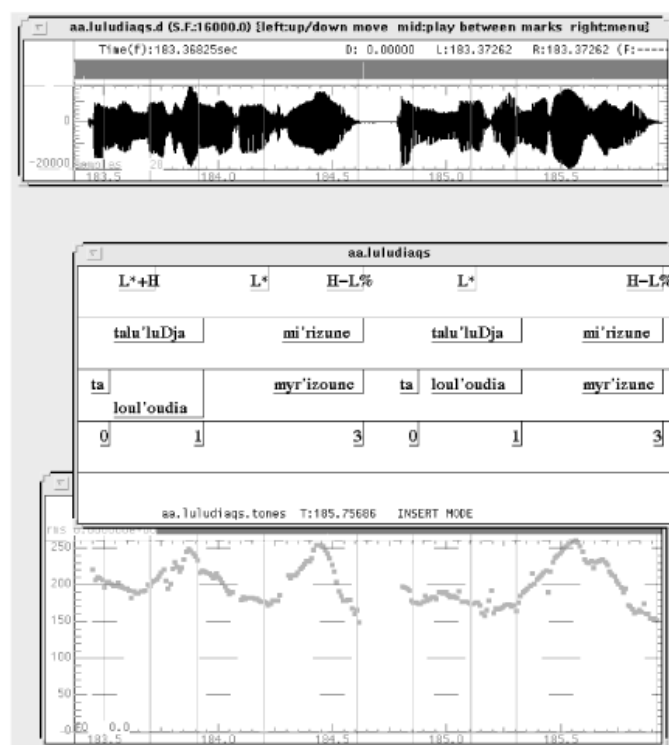 aa.luludiaqs.d (S.F.:16000.0) {left:up/down move mid:play between marks right:menu}
Time(f):183.36825sec D: 0.00000 L:183.37262 R:183.37262 (F:----
0
-20000
183.5 184.0 184.5 185.0 185.5
aa.luludiaqs
L*+H L* H-L% L* H-L%
talu'luDja mi'rizune talu'luDja mi'rizune
ta loul'oudia myr'izoune ta loul'oudia myr'izune
0 1 3 0 1 3
aa.luludiaqs.tones T:185.75686 INSERT MODE
250
200
150
100
50
F0 0.0
183.5 184.0 184.5 185.0 185.5